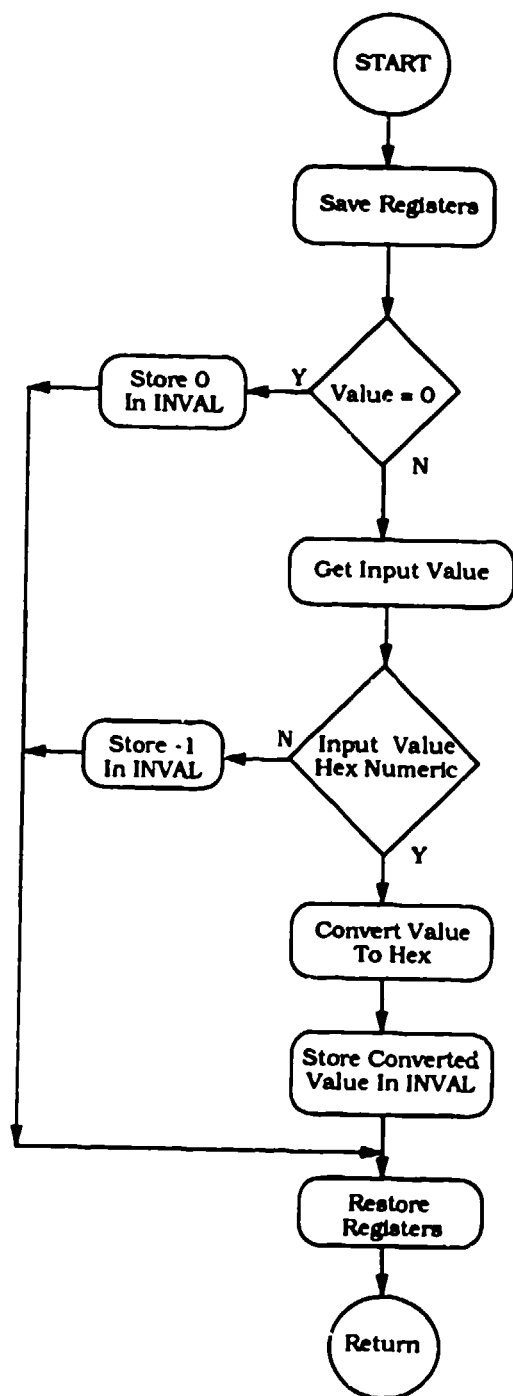 START
Save Registers
Value = 0
Y
Store 0
In INVAL
N
Get Input Value
Input Value
Hex Numeric
N
Store -1
In INVAL
Y
Convert Value
To Hex
Store Converted
Value In INVAL
Restore
Registers
Return